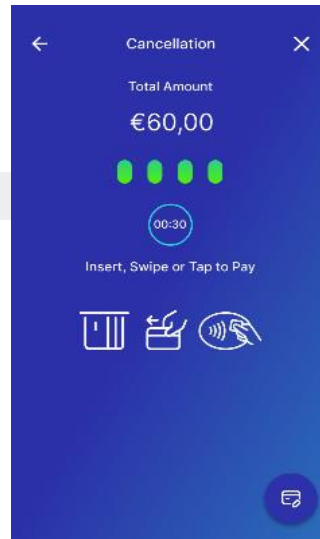 Cancellation
Total Amount
€60,00
00:30
Insert, Swipe or Tap to Pay